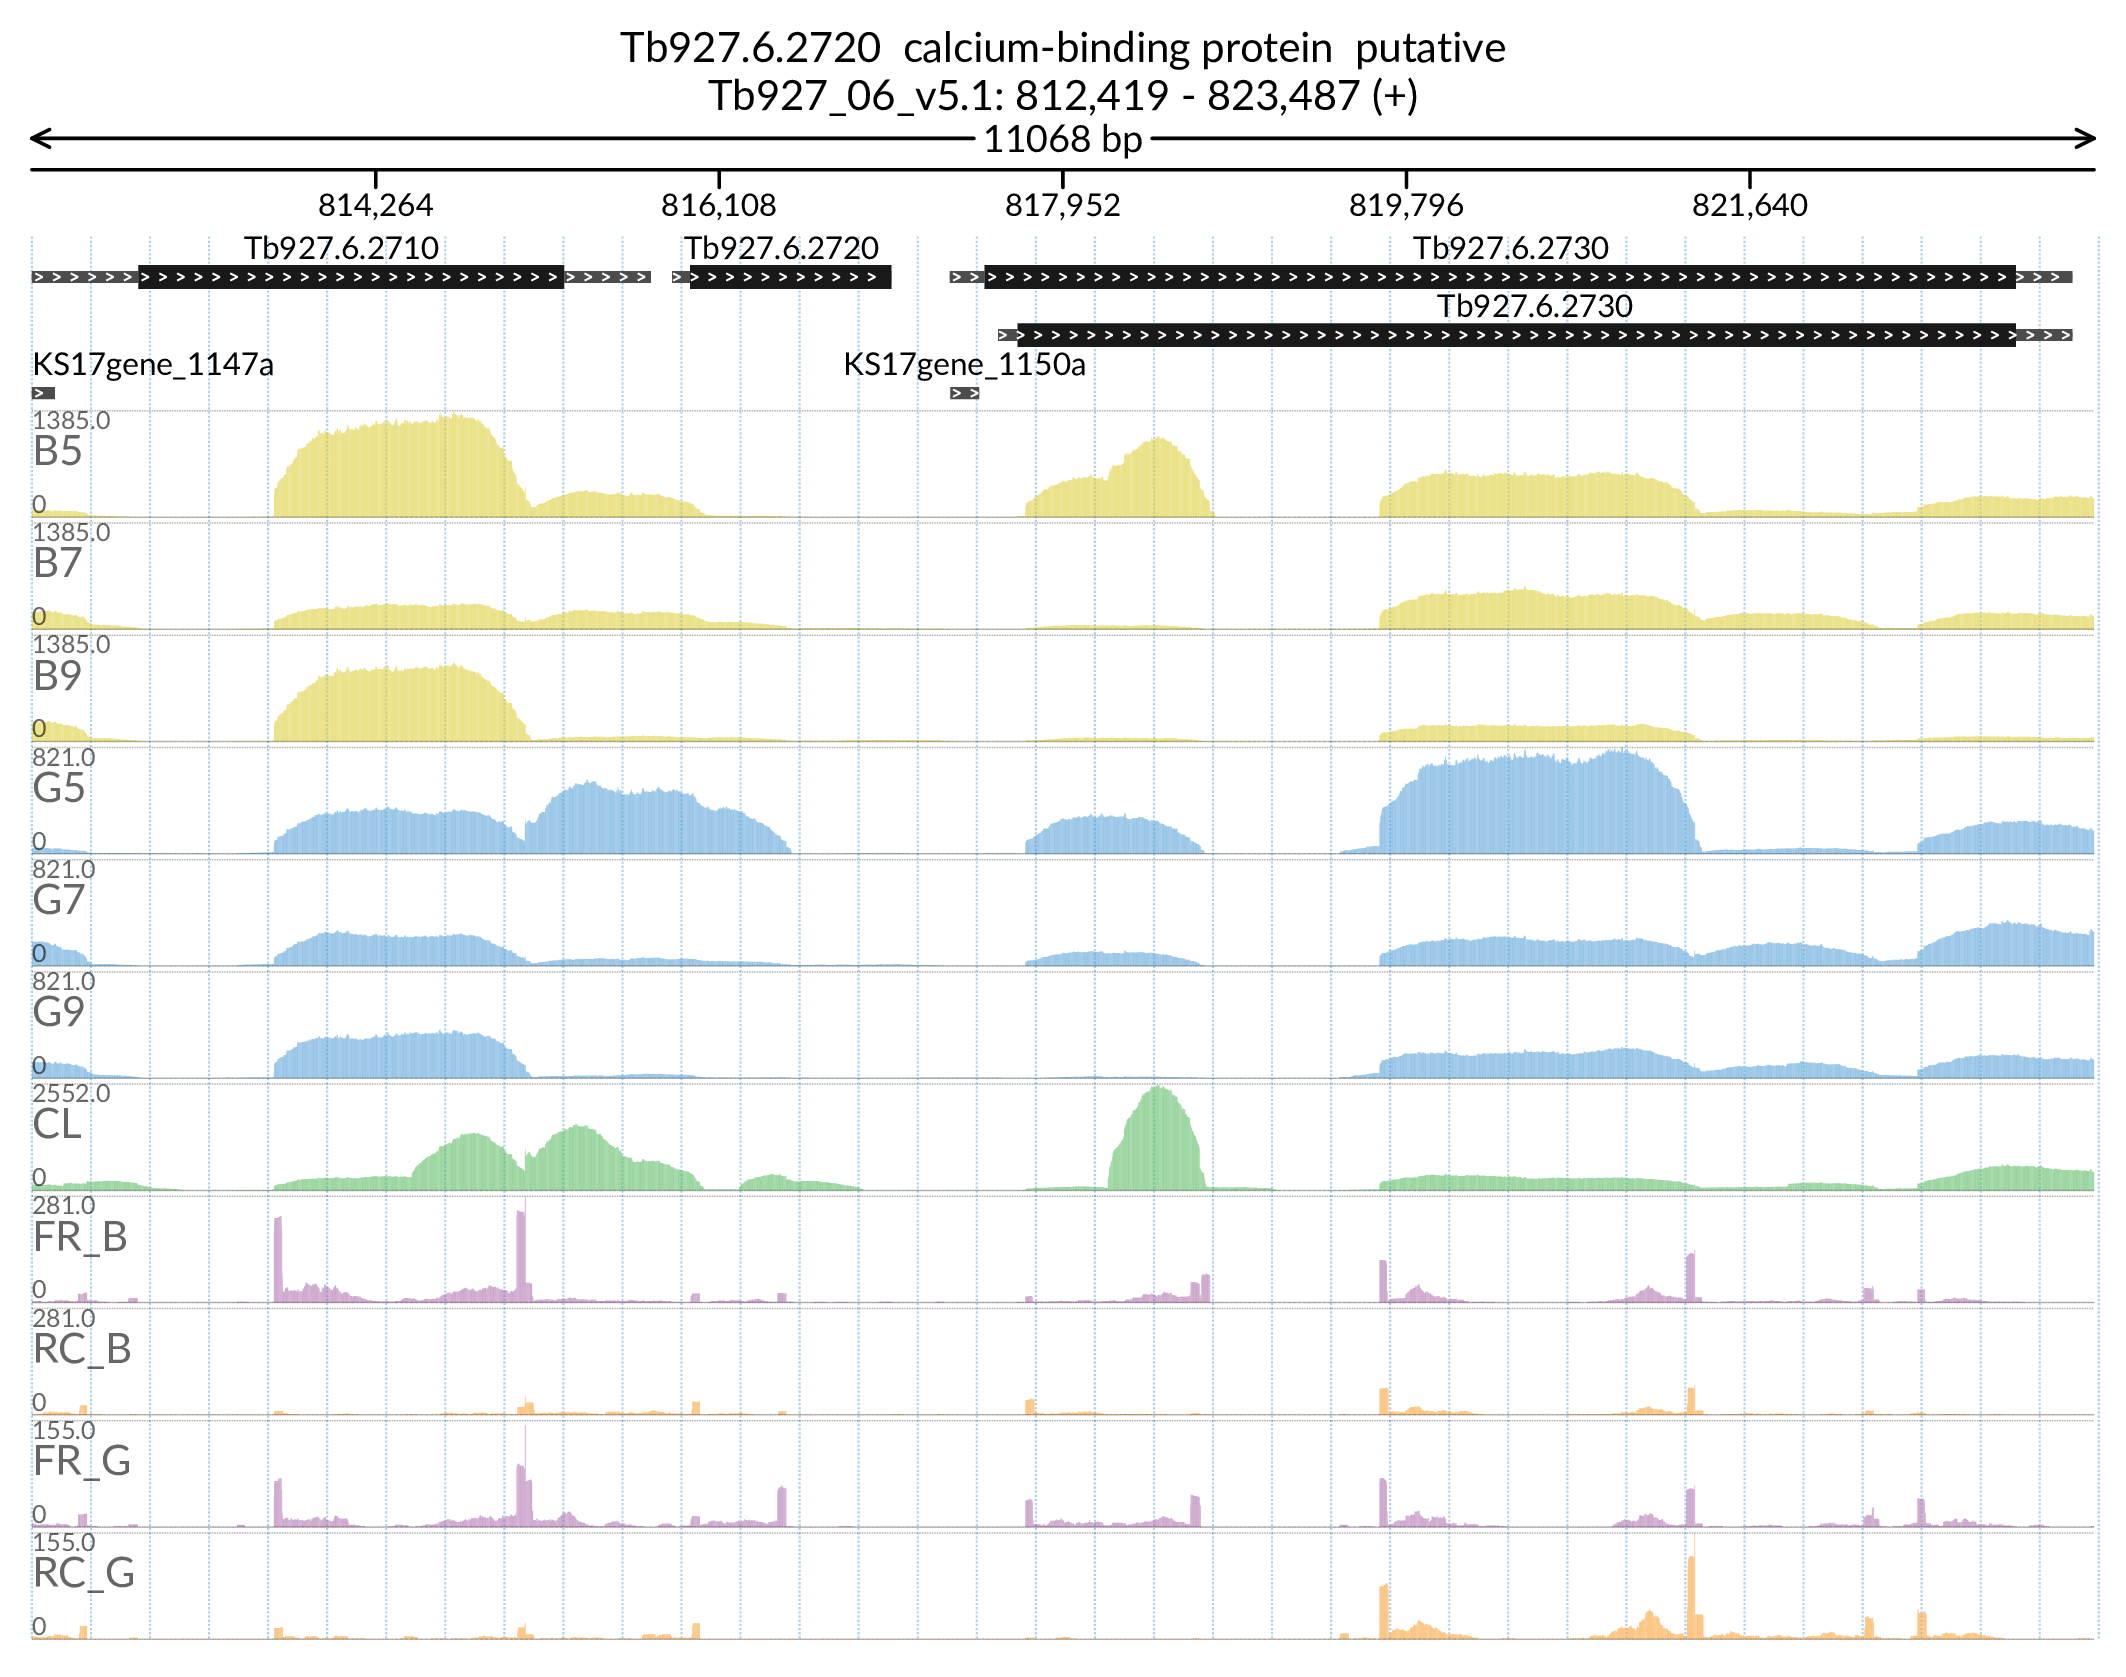 Tb927.6.2720 calcium-binding protein putative
Tb927_06_v5.1: 812,419 - 823,487 (+)
11068 bp
814,264 816,108 817,952 819,796 821,640
Tb927.6.2710 Tb927.6.2720 Tb927.6.2730
Tb927.6.2730
KS17gene_1147a KS17gene_1150a
1385.0
B5
0
1385.0
B7
0
1385.0
B9
0
821.0
G5
0
821.0
G7
0
821.0
G9
0
2552.0
CL
0
281.0
FR_B
0
281.0
RC_B
0
155.0
FR_G
0
155.0
RC_G
0